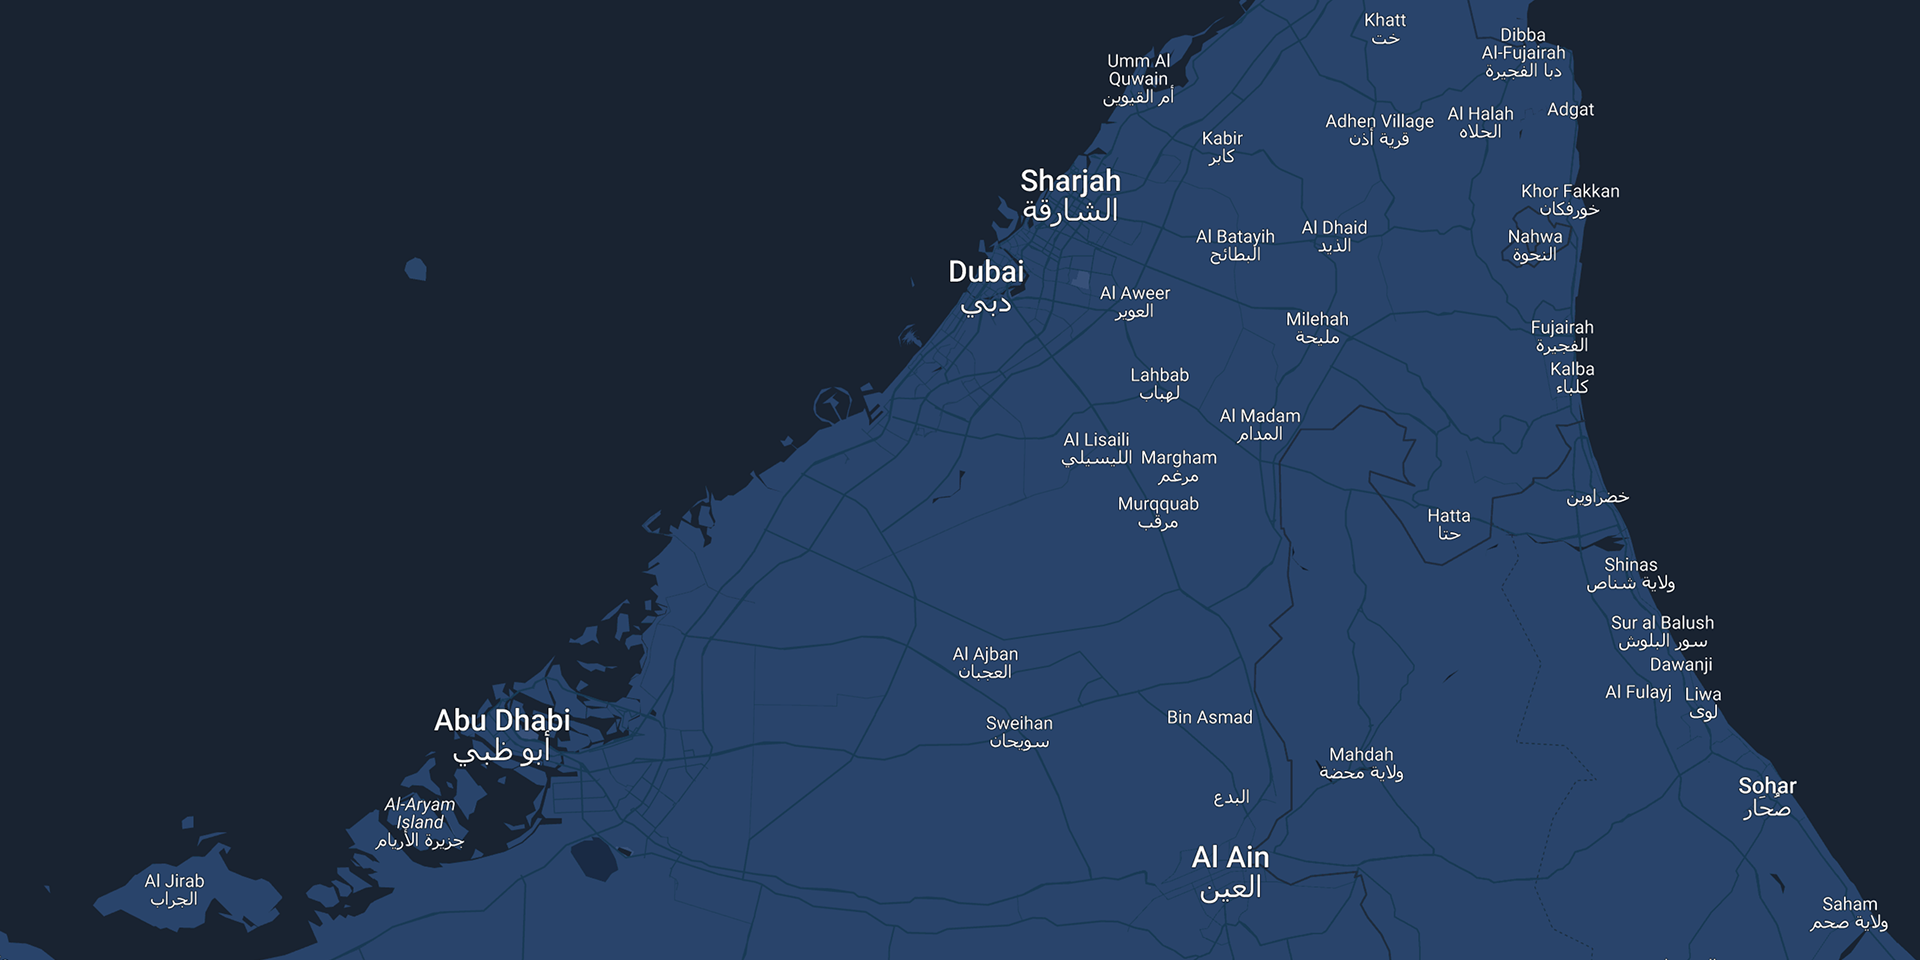 Khatt
خت
Dibba
Al-Fujairah
دبا الفجيرة
Umm Al
Quwain
أم القيوين
Adgat
Al Halah
الحلاه
Adhen Village
قرية أذن
Kabir
كابر
Sharjah
الشارقة
Khor Fakkan
خورفكان
Al Dhaid
الذيد
Al Batayih
البطائح
Nahwa
النحوة
Dubai
دبي
Al Aweer
العوير
Milehah
مليحة
Fujairah
الفجيرة
Kalba
كلباء
Lahbab
لهباب
Al Madam
المدام
Al Lisaili
الليسيلي
Margham
مرغم
Murqquab
مرقب
خضراوين
Hatta
حتا
Shinas
ولاية شناص
Sur al Balush
سور البلوش
Al Ajban
العجبان
Dawanji
Al Fulayj
Liwa
لوى
Abu Dhabi
أبو ظبي
Sweihan
سويحان
Bin Asmad
Mahdah
ولاية محضة
Sohar
صُحَار
البدع
Al-Aryam
Island
جزيرة الأريام
Al Ain
العين
Al Jirab
الجراب
Saham
ولاية صحم